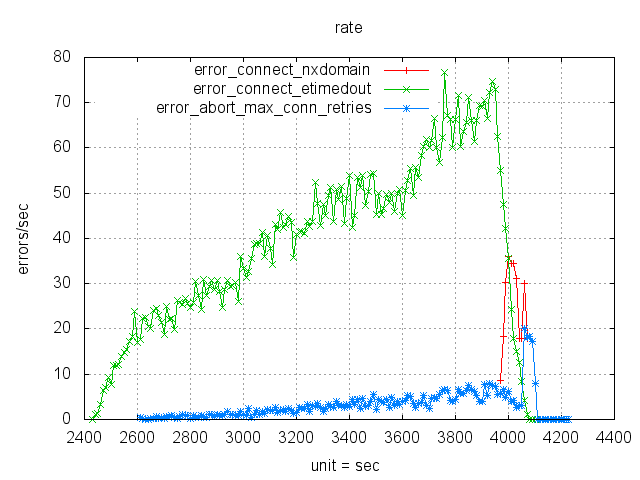 rate
error_connect_nxdomain
error_connect_etimedout
error_abort_max_conn_retries
errors/sec
80
70
60
50
40
30
20
10
0
2400 2600 2800 3000 3200 3400 3600 3800 4000 4200 4400
unit = sec